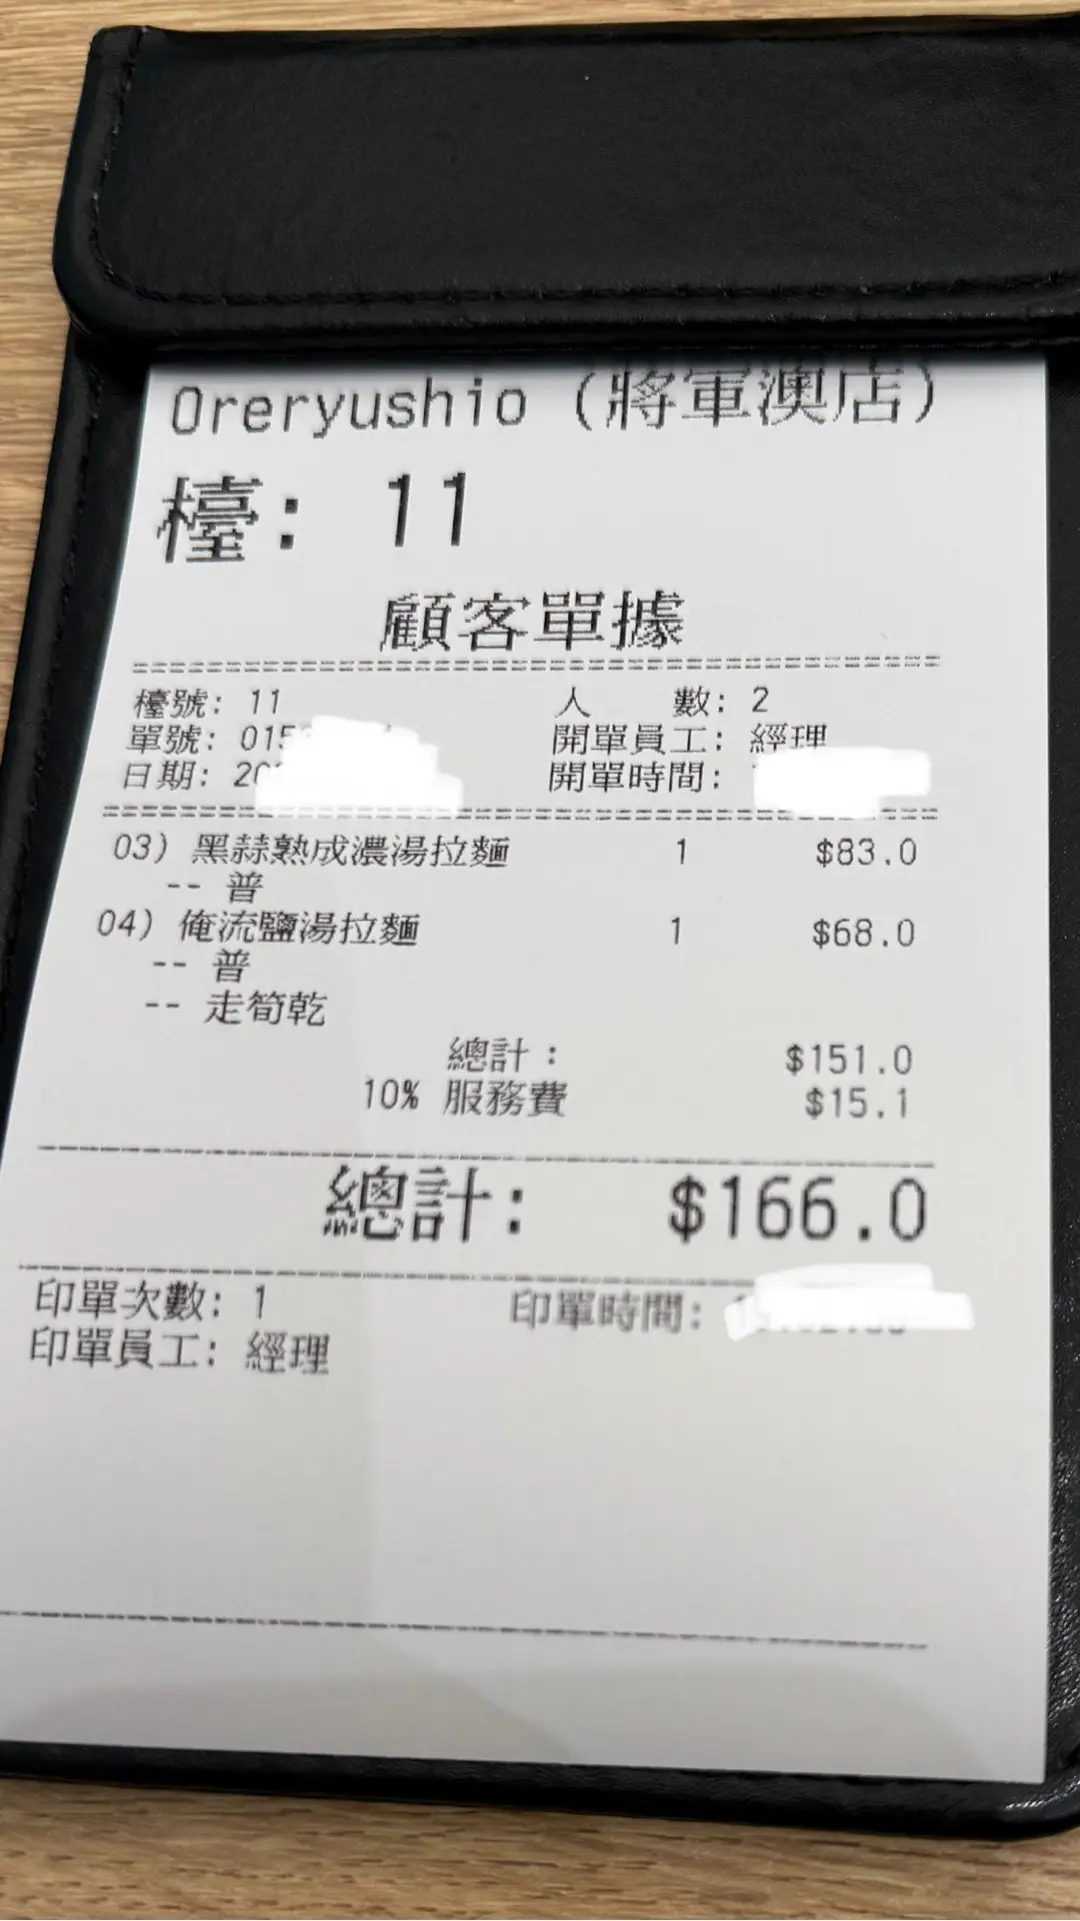 Oreryushio (將軍澳店)
檯: 11
顧客單據
檯號: 11 人 數: 2
單號: 015 開單員工: 經理
日期: 20 開單時間:
03) 黑蒜熟成濃湯拉麵 1 $83.0
-- 普
04) 俺流鹽湯拉麵 1 $68.0
-- 普
-- 走筍乾
總計: $151.0
10% 服務費 $15.1
總計: $166.0
印單次數: 1 印單時間:
印單員工: 經理